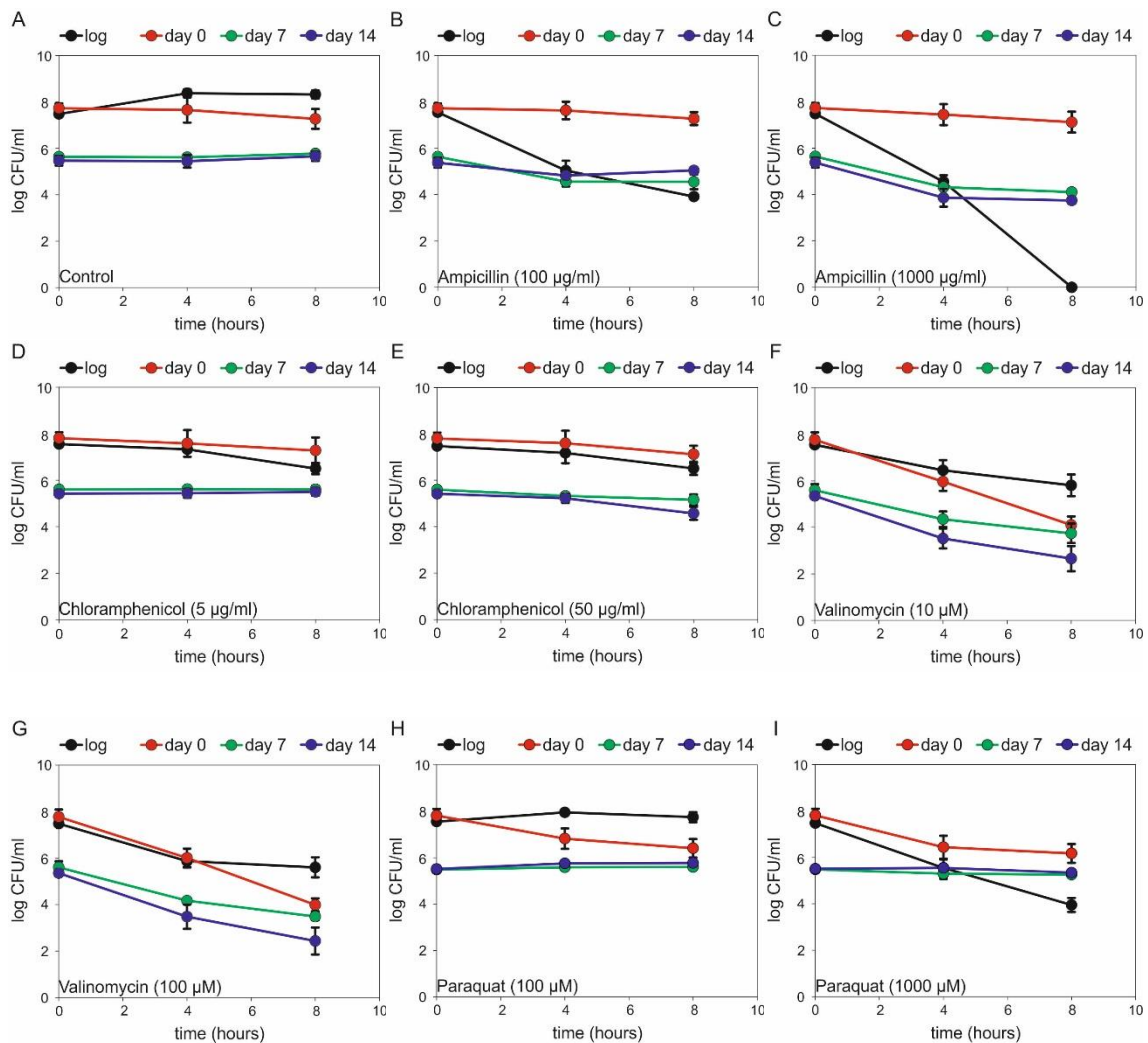 A
log day 0 day 7 day 14
10
8
6
4
2
0
log CFU/ml
Control
0 2 4 6 8 10
time (hours)
B
log day 0 day 7 day 14
10
8
6
4
2
0
log CFU/ml
Ampicillin (100 µg/ml)
0 2 4 6 8 10
time (hours)
C
log day 0 day 7 day 14
10
8
6
4
2
0
log CFU/ml
Ampicillin (1000 µg/ml)
0 2 4 6 8 10
time (hours)
D
log day 0 day 7 day 14
10
8
6
4
2
0
log CFU/ml
Chloramphenicol (5 µg/ml)
0 2 4 6 8 10
time (hours)
E
log day 0 day 7 day 14
10
8
6
4
2
0
log CFU/ml
Chloramphenicol (50 µg/ml)
0 2 4 6 8 10
time (hours)
F
log day 0 day 7 day 14
10
8
6
4
2
0
log CFU/ml
Valinomycin (10 µM)
0 2 4 6 8 10
time (hours)
G
log day 0 day 7 day 14
10
8
6
4
2
0
log CFU/ml
Valinomycin (100 µM)
0 2 4 6 8 10
time (hours)
H
log day 0 day 7 day 14
10
8
6
4
2
0
log CFU/ml
Paraquat (100 µM)
0 2 4 6 8 10
time (hours)
I
log day 0 day 7 day 14
10
8
6
4
2
0
log CFU/ml
Paraquat (1000 µM)
0 2 4 6 8 10
time (hours)